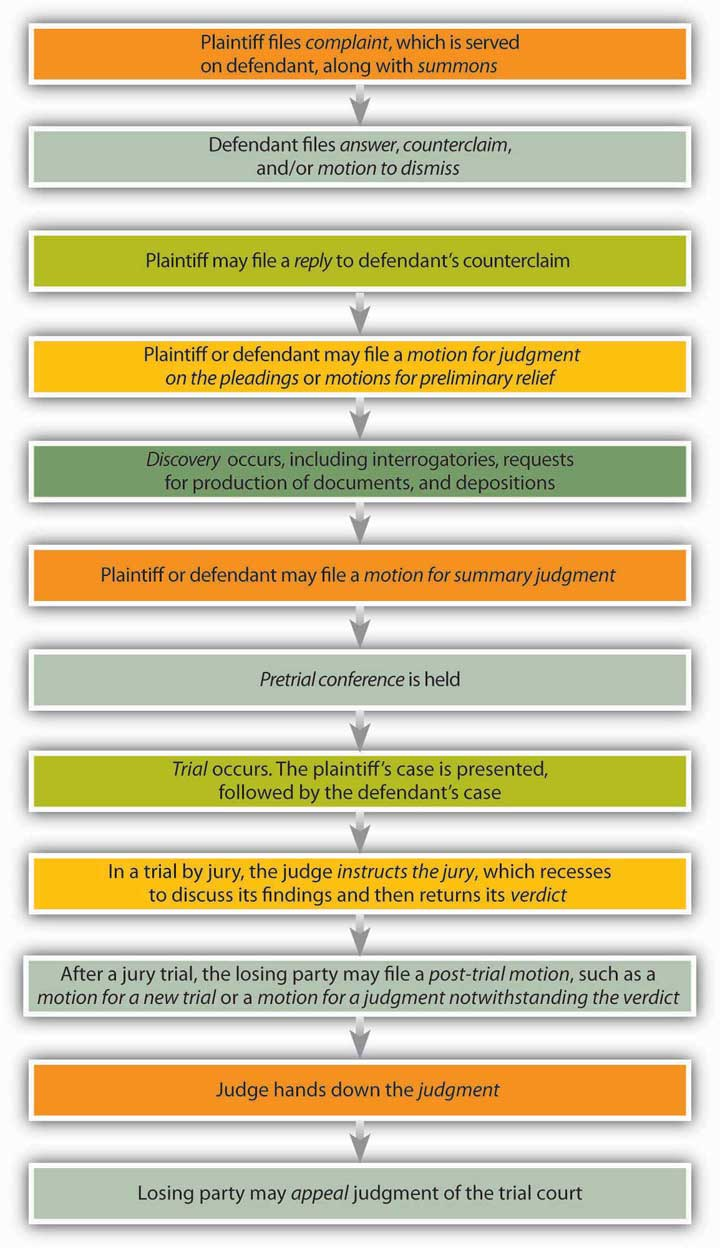 Plaintiff files complaint, which is served
on defendant, along with summons
Defendant files answer, counterclaim,
and/or motion to dismiss
Plaintiff may file a reply to defendant’s counterclaim
Plaintiff or defendant may file a motion for judgment
on the pleadings or motions for preliminary relief
Discovery occurs, including interrogatories, requests
for production of documents, and depositions
Plaintiff or defendant may file a motion for summary judgment
Pretrial conference is held
Trial occurs. The plaintiff’s case is presented,
followed by the defendant’s case
In a trial by jury, the judge instructs the jury, which recesses
to discuss its findings and then returns its verdict
After a jury trial, the losing party may file a post-trial motion, such as a
motion for a new trial or a motion for a judgment notwithstanding the verdict
Judge hands down the judgment
Losing party may appeal judgment of the trial court